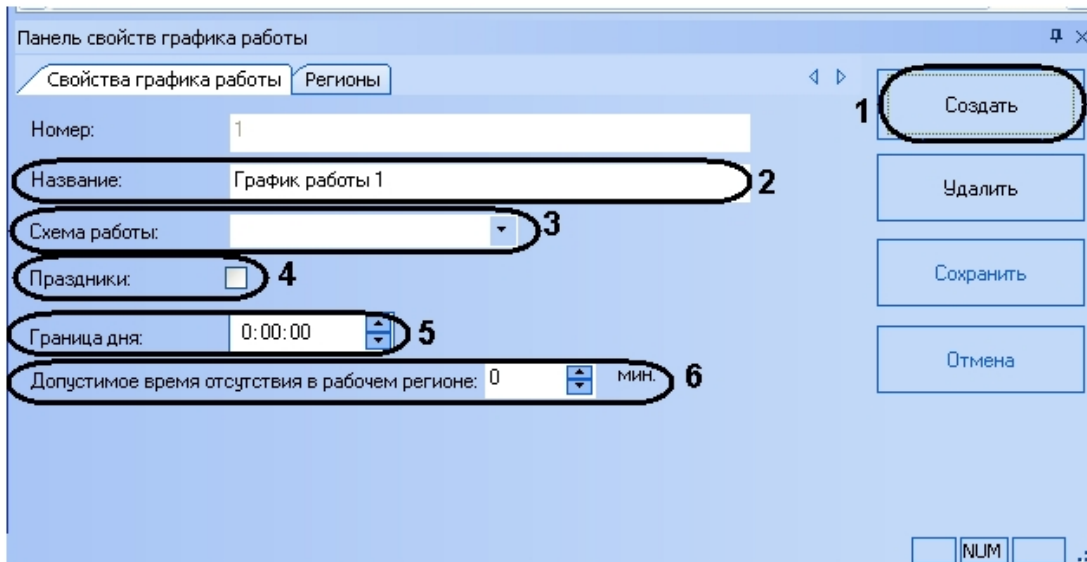 Панель свойств графика работы
Свойства графика работы Регионы
1 Создать
Номер: 1
Название: График работы 1 2
Удалить
Схема работы: 3
Праздники: 4
Сохранить
Граница дня: 0:00:00 5
Отмена
Допустимое время отсутствия в рабочем регионе: 0 мин. 6
NUM